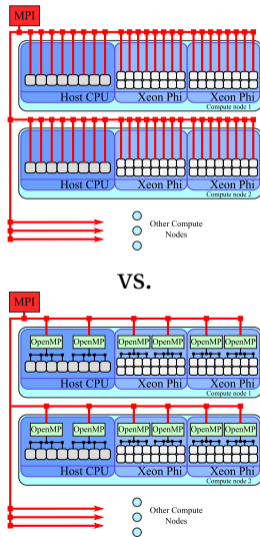 MPI
Host CPU Xeon Phi Xeon Phi
Compute node 1
Host CPU Xeon Phi Xeon Phi
Compute node 2
Other Compute
Nodes
vs.
MPI
OpenMP OpenMP OpenMP OpenMP OpenMP OpenMP
Host CPU Xeon Phi Xeon Phi
Compute node 1
OpenMP OpenMP OpenMP OpenMP OpenMP OpenMP
Host CPU Xeon Phi Xeon Phi
Compute node 2
Other Compute
Nodes